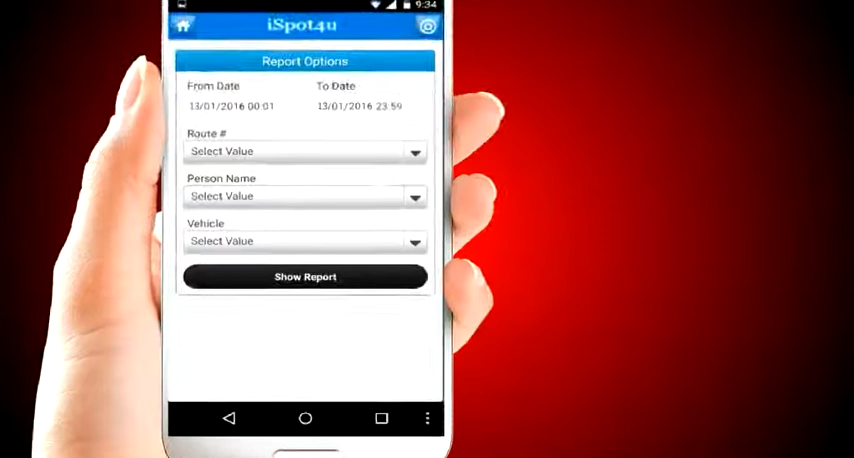 9:34
iSpot4u
Report Options
From Date To Date
13/01/2016 00:01 13/01/2016 23:59
Route #
Select Value
Person Name
Select Value
Vehicle
Select Value
Show Report